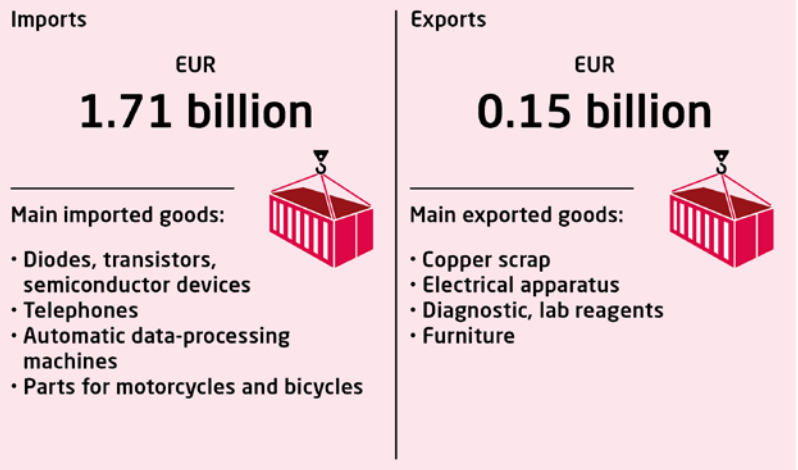 Imports
EUR
1.71 billion
Main imported goods:
· Diodes, transistors,
semiconductor devices
· Telephones
· Automatic data-processing
machines
· Parts for motorcycles and bicycles
Exports
EUR
0.15 billion
Main exported goods:
· Copper scrap
· Electrical apparatus
· Diagnostic, lab reagents
· Furniture